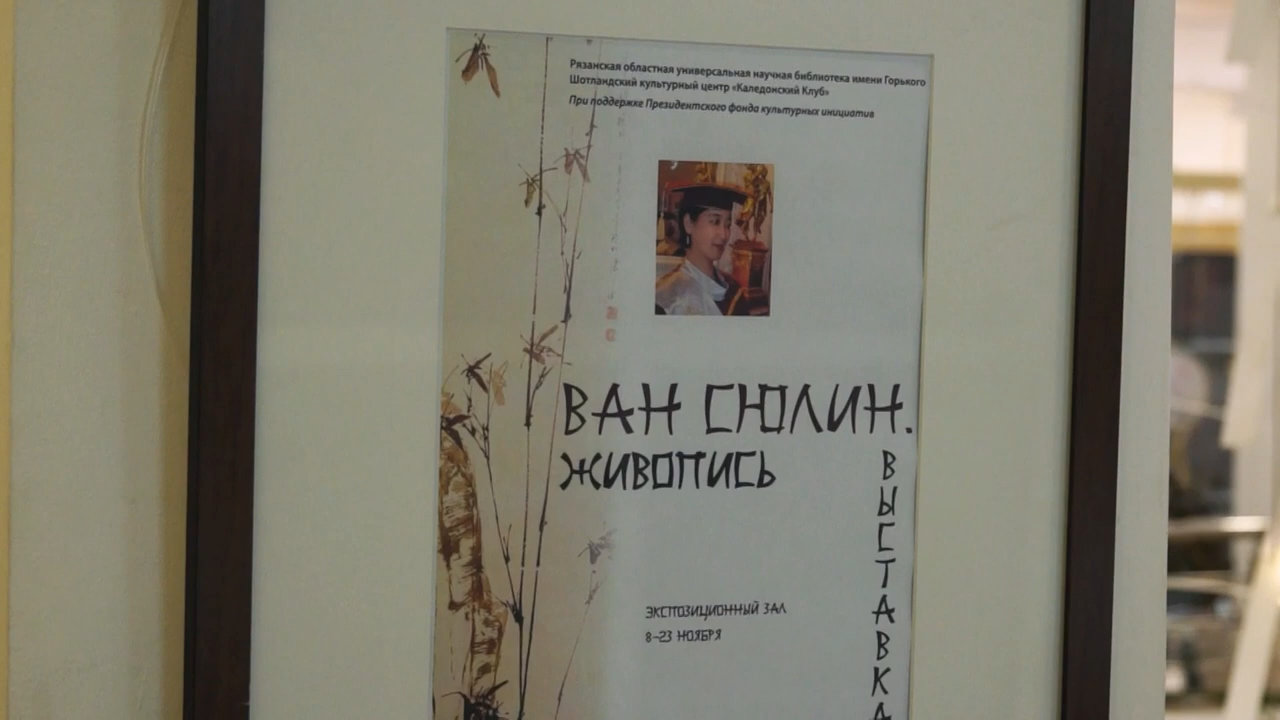 Рязанская областная универсальная научная библиотека имени Горького
Шотландский культурный центр «Каледонский Клуб»
При поддержке Президентского фонда культурных инициатив
ВАН СЮЛИН.
ЖИВОПИСЬ
ВЫСТАВКА
ЭКСПОЗИЦИОННЫЙ ЗАЛ
8–23 НОЯБРЯ